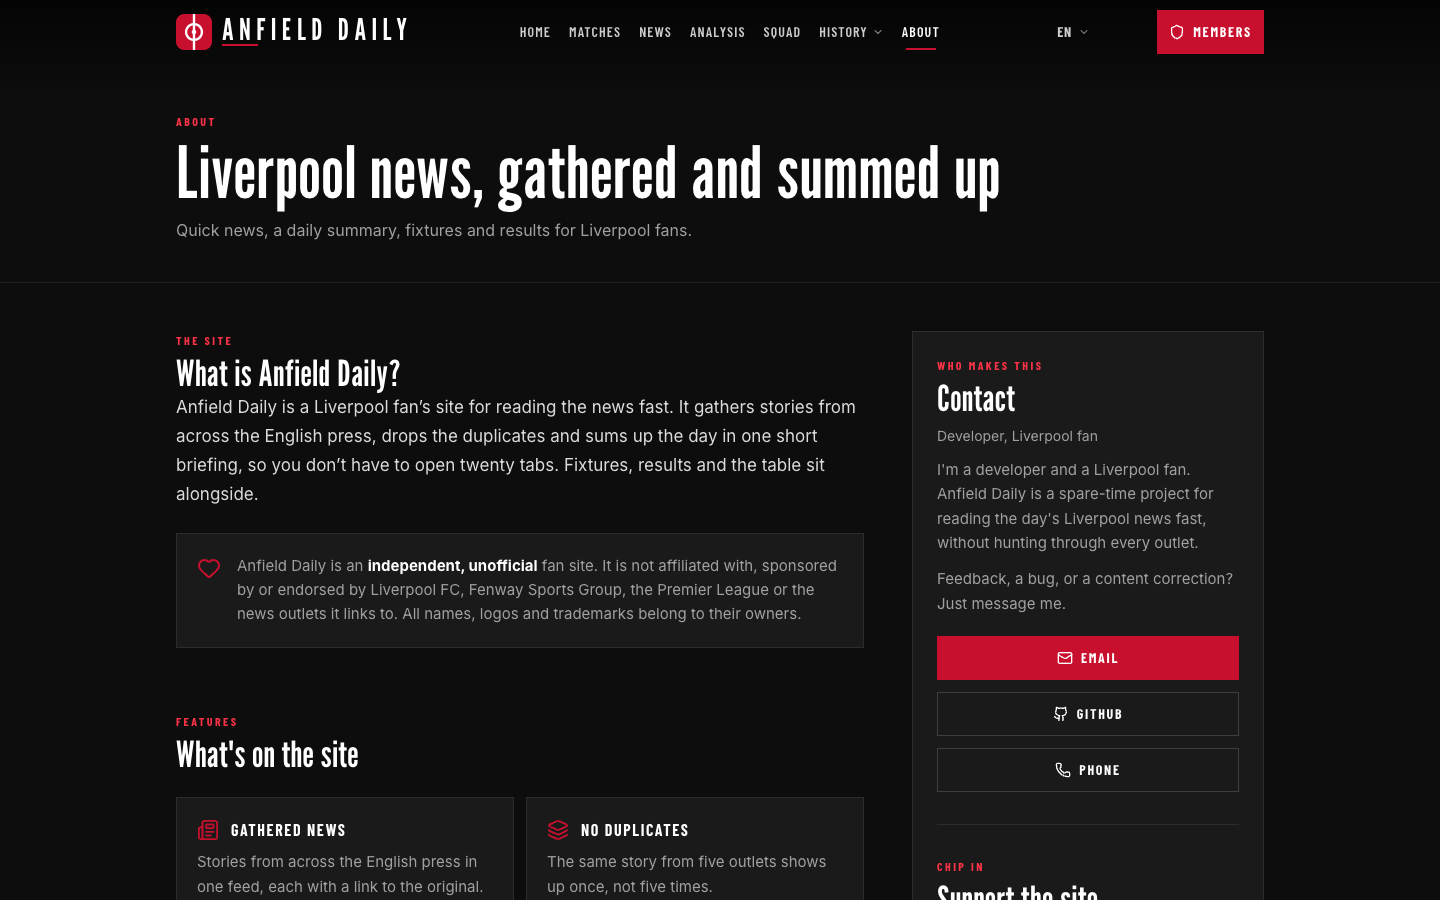 ANFIELD DAILY
HOME MATCHES NEWS ANALYSIS SQUAD HISTORY ABOUT
EN
MEMBERS
ABOUT
Liverpool news, gathered and summed up
Quick news, a daily summary, fixtures and results for Liverpool fans.
THE SITE
What is Anfield Daily?
Anfield Daily is a Liverpool fan’s site for reading the news fast. It gathers stories from
across the English press, drops the duplicates and sums up the day in one short
briefing, so you don’t have to open twenty tabs. Fixtures, results and the table sit
alongside.
Anfield Daily is an independent, unofficial fan site. It is not affiliated with, sponsored
by or endorsed by Liverpool FC, Fenway Sports Group, the Premier League or the
news outlets it links to. All names, logos and trademarks belong to their owners.
FEATURES
What's on the site
GATHERED NEWS
Stories from across the English press in
one feed, each with a link to the original.
NO DUPLICATES
The same story from five outlets shows
up once, not five times.
WHO MAKES THIS
Contact
Developer, Liverpool fan
I'm a developer and a Liverpool fan.
Anfield Daily is a spare-time project for
reading the day's Liverpool news fast,
without hunting through every outlet.
Feedback, a bug, or a content correction?
Just message me.
EMAIL
GITHUB
PHONE
CHIP IN
Support the site